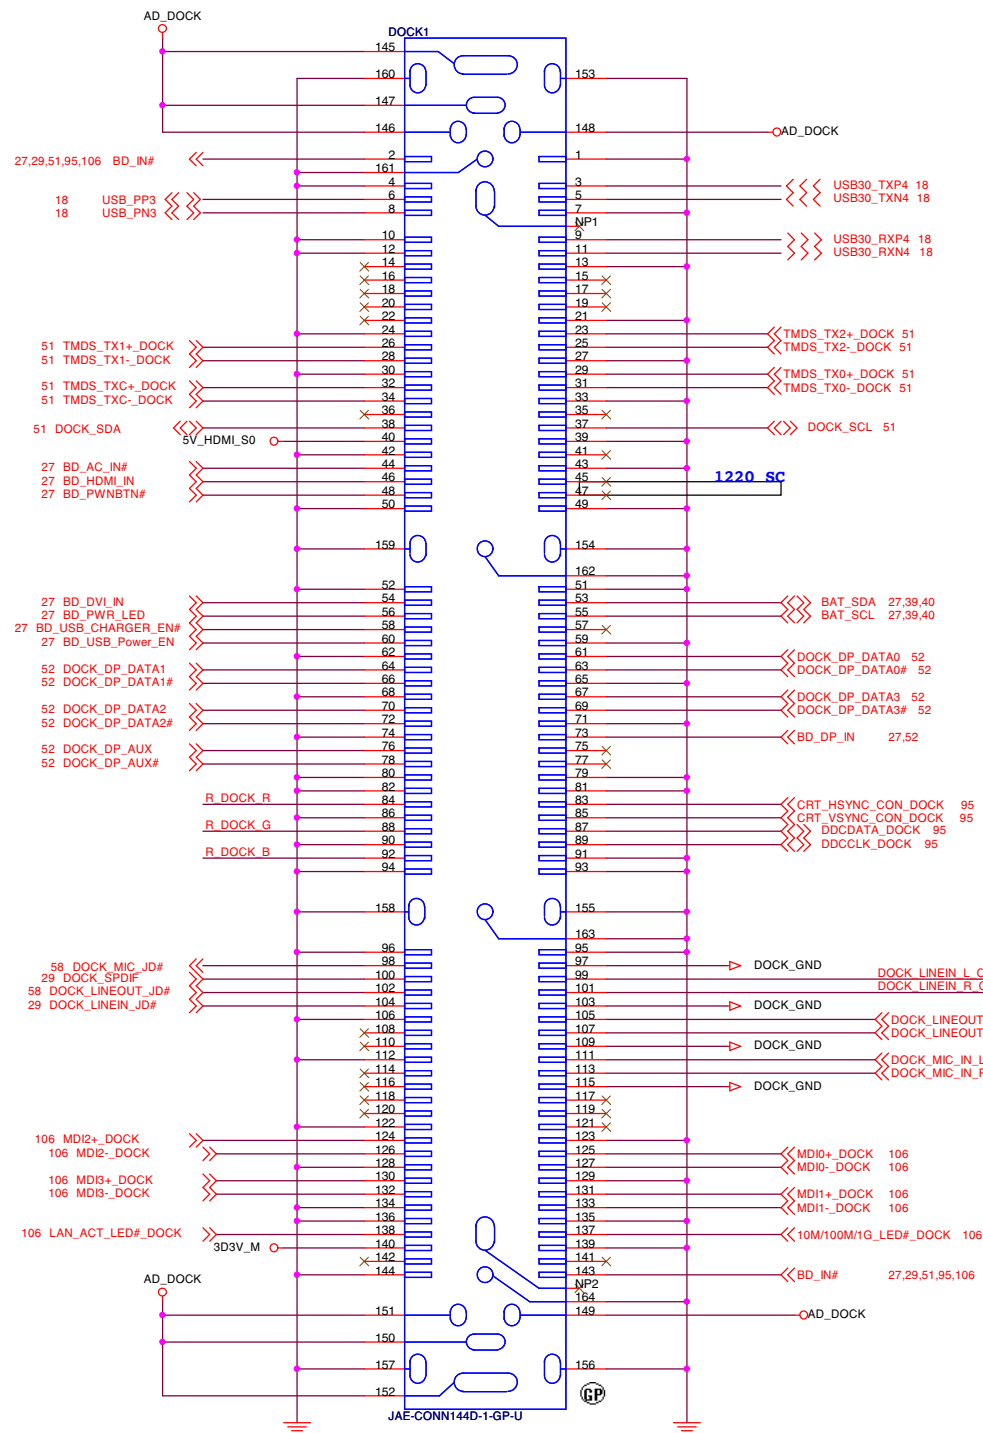 AD_DOCK
DOCK1
145
160 153
147
146 148 AD_DOCK
27,29,51,95,106 BD_IN# 2 1
161
4 3 USB30_TXP4 18
18 USB_PP3 6 5 USB30_TXN4 18
18 USB_PN3 8 7
NP1
10 9 USB30_RXP4 18
12 11 USB30_RXN4 18
14 13
16 15
18 17
20 19
22 21
24 23 TMDS_TX2+_DOCK 51
51 TMDS_TX1+_DOCK 26 25 TMDS_TX2-_DOCK 51
51 TMDS_TX1-_DOCK 28 27
30 29 TMDS_TX0+_DOCK 51
51 TMDS_TXC+_DOCK 32 31 TMDS_TX0-_DOCK 51
51 TMDS_TXC-_DOCK 34 33
36 35
51 DOCK_SDA 38 37 DOCK_SCL 51
5V_HDMI_S0 40 39
42 41
27 BD_AC_IN# 44 43
27 BD_HDMI_IN 46 45 1220 SC
27 BD_PWNBTN# 48 47
50 49
159 154
162
52 51
27 BD_DVI_IN 54 53 BAT_SDA 27,39,40
27 BD_PWR_LED 56 55 BAT_SCL 27,39,40
27 BD_USB_CHARGER_EN# 58 57
27 BD_USB_Power_EN 60 59
62 61 DOCK_DP_DATA0 52
52 DOCK_DP_DATA1 64 63 DOCK_DP_DATA0# 52
52 DOCK_DP_DATA1# 66 65
68 67 DOCK_DP_DATA3 52
52 DOCK_DP_DATA2 70 69 DOCK_DP_DATA3# 52
52 DOCK_DP_DATA2# 72 71
74 73 BD_DP_IN 27,52
52 DOCK_DP_AUX 76 75
52 DOCK_DP_AUX# 78 77
80 79
82 81
R_DOCK_R 84 83 CRT_HSYNC_CON_DOCK 95
86 85 CRT_VSYNC_CON_DOCK 95
R_DOCK_G 88 87 DDCDATA_DOCK 95
90 89 DDCCLK_DOCK 95
R_DOCK_B 92 91
94 93
158 155
163
96 95
58 DOCK_MIC_JD# 98 97 DOCK_GND
29 DOCK_SPDIF 100 99 DOCK_LINEIN_L_C
58 DOCK_LINEOUT_JD# 102 101 DOCK_LINEIN_R_C
29 DOCK_LINEIN_JD# 104 103 DOCK_GND
106 105 DOCK_LINEOUT
108 107 DOCK_LINEOUT
110 109 DOCK_GND
112 111 DOCK_MIC_IN_L
114 113 DOCK_MIC_IN_R
116 115 DOCK_GND
118 117
120 119
122 121
106 MDI2+_DOCK 124 123
106 MDI2-_DOCK 126 125 MDI0+_DOCK 106
128 127 MDI0-_DOCK 106
106 MDI3+_DOCK 130 129
106 MDI3-_DOCK 132 131 MDI1+_DOCK 106
134 133 MDI1-_DOCK 106
136 135
106 LAN_ACT_LED#_DOCK 138 137 10M/100M/1G_LED#_DOCK 106
3D3V_M 140 139
142 141
144 143 BD_IN# 27,29,51,95,106
AD_DOCK NP2
164
151 149 AD_DOCK
150
157 156
152 GP
JAE-CONN144D-1-GP-U